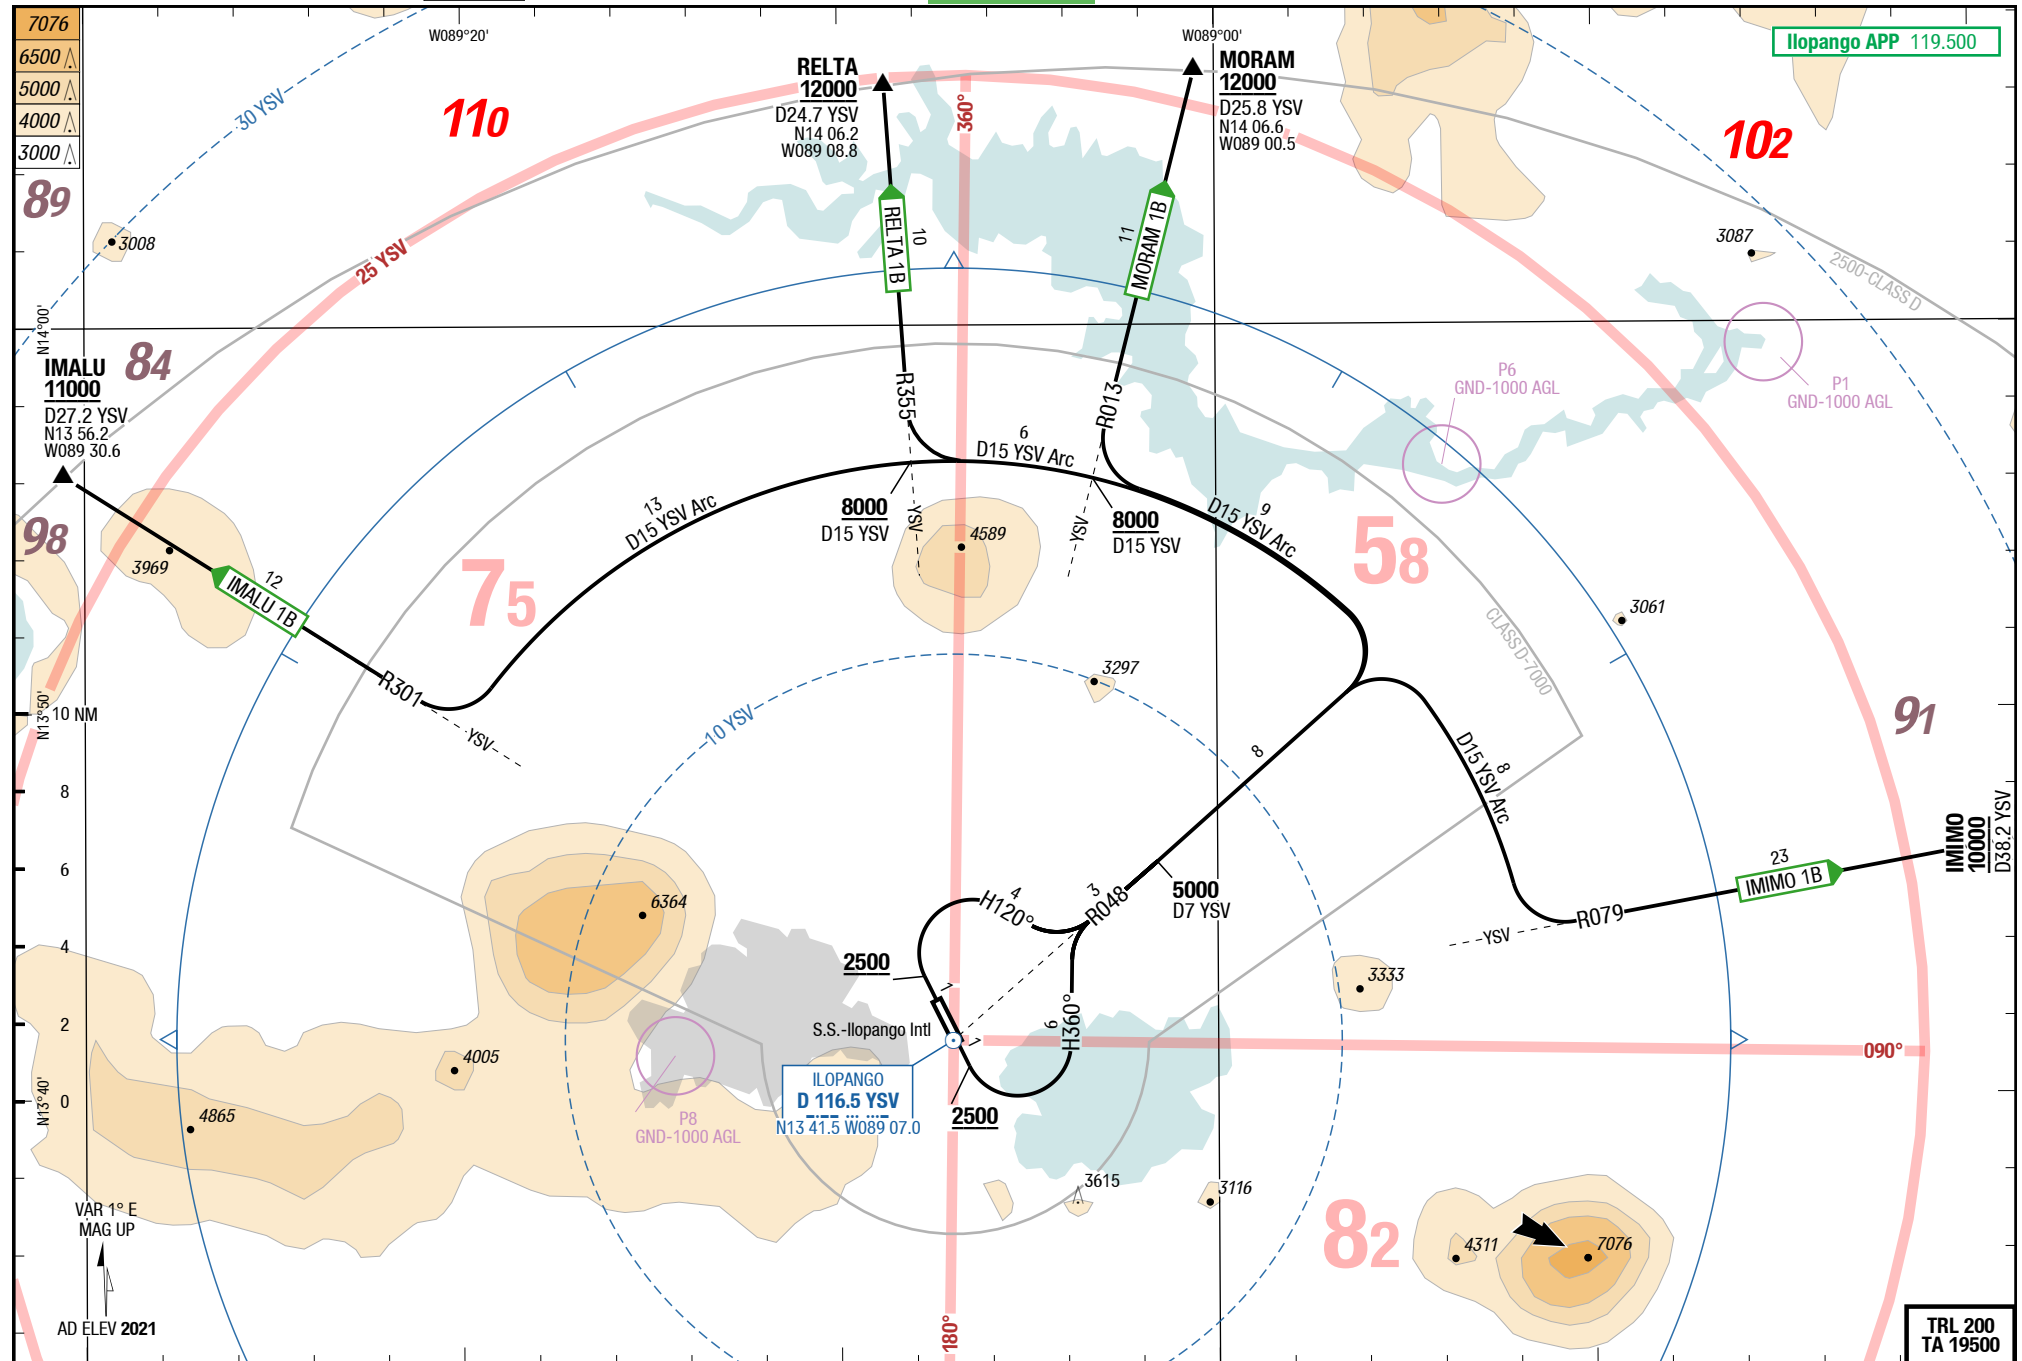 7076
6500
5000
4000
3000
W089°20'
W089°00'
Ilopango APP 119.500
RELTA
12000
D24.7 YSV
N14 06.2
W089 08.8
MORAM
12000
D25.8 YSV
N14 06.6
W089 00.5
30 YSV
110
102
360°
89
3008
25 YSV
RELTA 1B
10
11
MORAM 1B
3087
2500-CLASS D
N14°00'
84
IMALU
11000
D27.2 YSV
N13 56.2
W089 30.6
P6
GND-1000 AGL
P1
GND-1000 AGL
R355
R013
6
D15 YSV Arc
13
D15 YSV Arc
8000
D15 YSV
YSV
YSV
8000
D15 YSV
9
D15 YSV Arc
98
3969
12
IMALU 1B
75
4589
58
3061
CLASS D-7000
3297
R301
YSV
10 YSV
N13°50'
10 NM
91
8
8
D15 YSV Arc
8
6
4
2
0
N13°40'
IMIMO
10000
D38.2 YSV
23
IMIMO 1B
R079
YSV
6364
4
H120°
3
R048
5000
D7 YSV
2500
1
3333
S.S.-Ilopango Intl
1
9
H360°
090°
4005
4865
ILOPANGO
D 116.5 YSV
N13 41.5 W089 07.0
2500
P8
GND-1000 AGL
3615
3116
82
4311
7076
VAR 1° E
MAG UP
AD ELEV 2021
180°
TRL 200
TA 19500